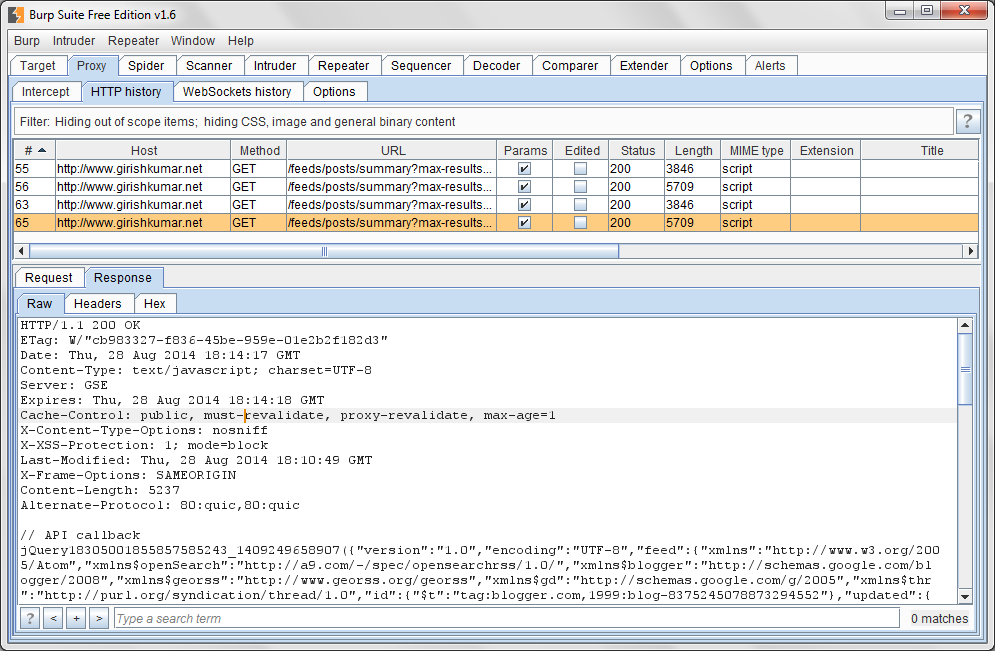 Burp Suite Free Edition v1.6
Burp Intruder Repeater Window Help
Target Proxy Spider Scanner Intruder Repeater Sequencer Decoder Comparer Extender Options Alerts
Intercept HTTP history WebSockets history Options
Filter: Hiding out of scope items; hiding CSS, image and general binary content ?
# Host Method URL Params Edited Status Length MIME type Extension Title
55 http://www.girishkumar.net GET /feeds/posts/summary?max-results... 200 3846 script
56 http://www.girishkumar.net GET /feeds/posts/summary?max-results... 200 5709 script
63 http://www.girishkumar.net GET /feeds/posts/summary?max-results... 200 3846 script
65 http://www.girishkumar.net GET /feeds/posts/summary?max-results... 200 5709 script
Request Response
Raw Headers Hex
HTTP/1.1 200 OK
ETag: W/"cb983327-f836-45be-959e-01e2b2f182d3"
Date: Thu, 28 Aug 2014 18:14:17 GMT
Content-Type: text/javascript; charset=UTF-8
Server: GSE
Expires: Thu, 28 Aug 2014 18:14:18 GMT
Cache-Control: public, must-revalidate, proxy-revalidate, max-age=1
X-Content-Type-Options: nosniff
X-XSS-Protection: 1; mode=block
Last-Modified: Thu, 28 Aug 2014 18:10:49 GMT
X-Frame-Options: SAMEORIGIN
Content-Length: 5237
Alternate-Protocol: 80:quic,80:quic
// API callback
jQuery18305001855857585243_1409249658907({"version":"1.0","encoding":"UTF-8","feed":{"xmlns":"http://www.w3.org/200
5/Atom","xmlns$openSearch":"http://a9.com/-/spec/opensearchrss/1.0/","xmlns$blogger":"http://schemas.google.com/bl
ogger/2008","xmlns$georss":"http://www.georss.org/georss","xmlns$gd":"http://schemas.google.com/g/2005","xmlns$thr
":"http://purl.org/syndication/thread/1.0","id":{"$t":"tag:blogger.com,1999:blog-8375245078873294552"},"updated":{
? < + > Type a search term 0 matches